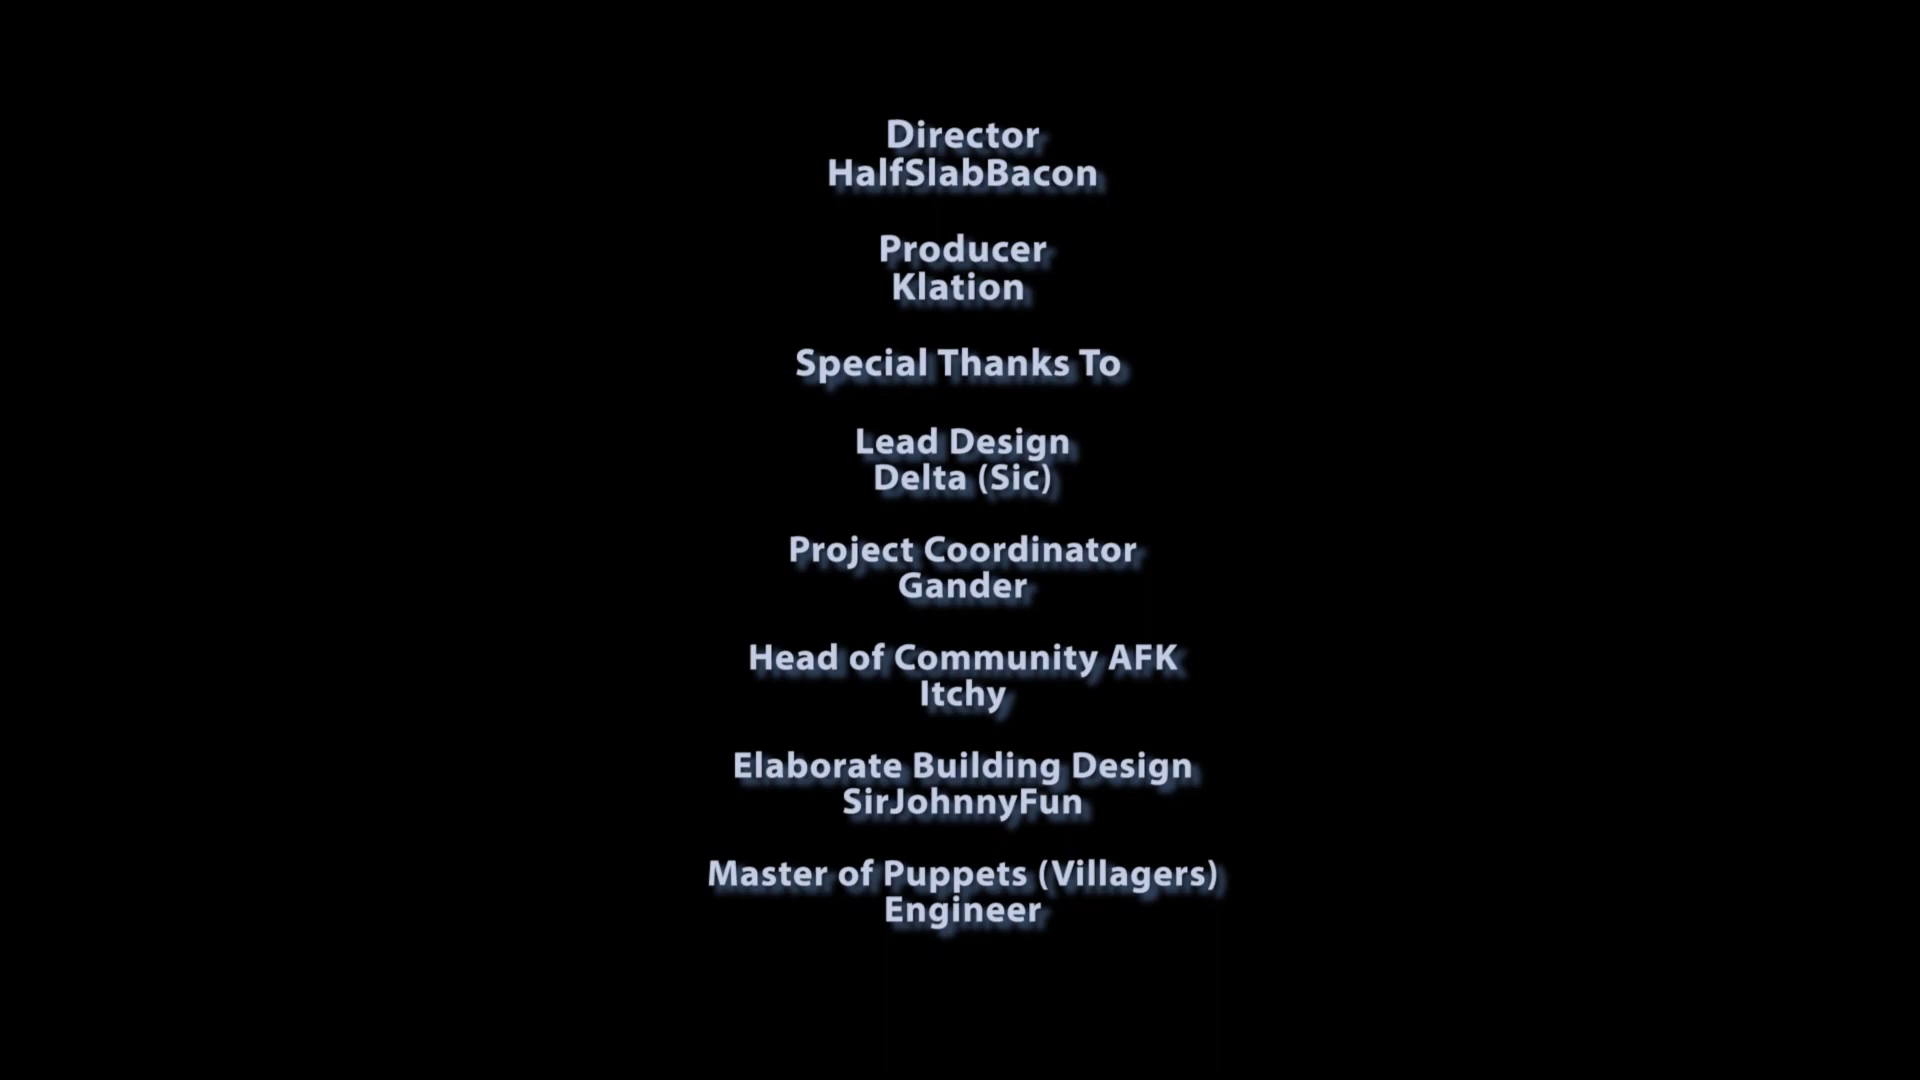 Director
HalfSlabBacon
Producer
Klation
Special Thanks To
Lead Design
Delta (Sic)
Project Coordinator
Gander
Head of Community AFK
Itchy
Elaborate Building Design
SirJohnnyFun
Master of Puppets (Villagers)
Engineer